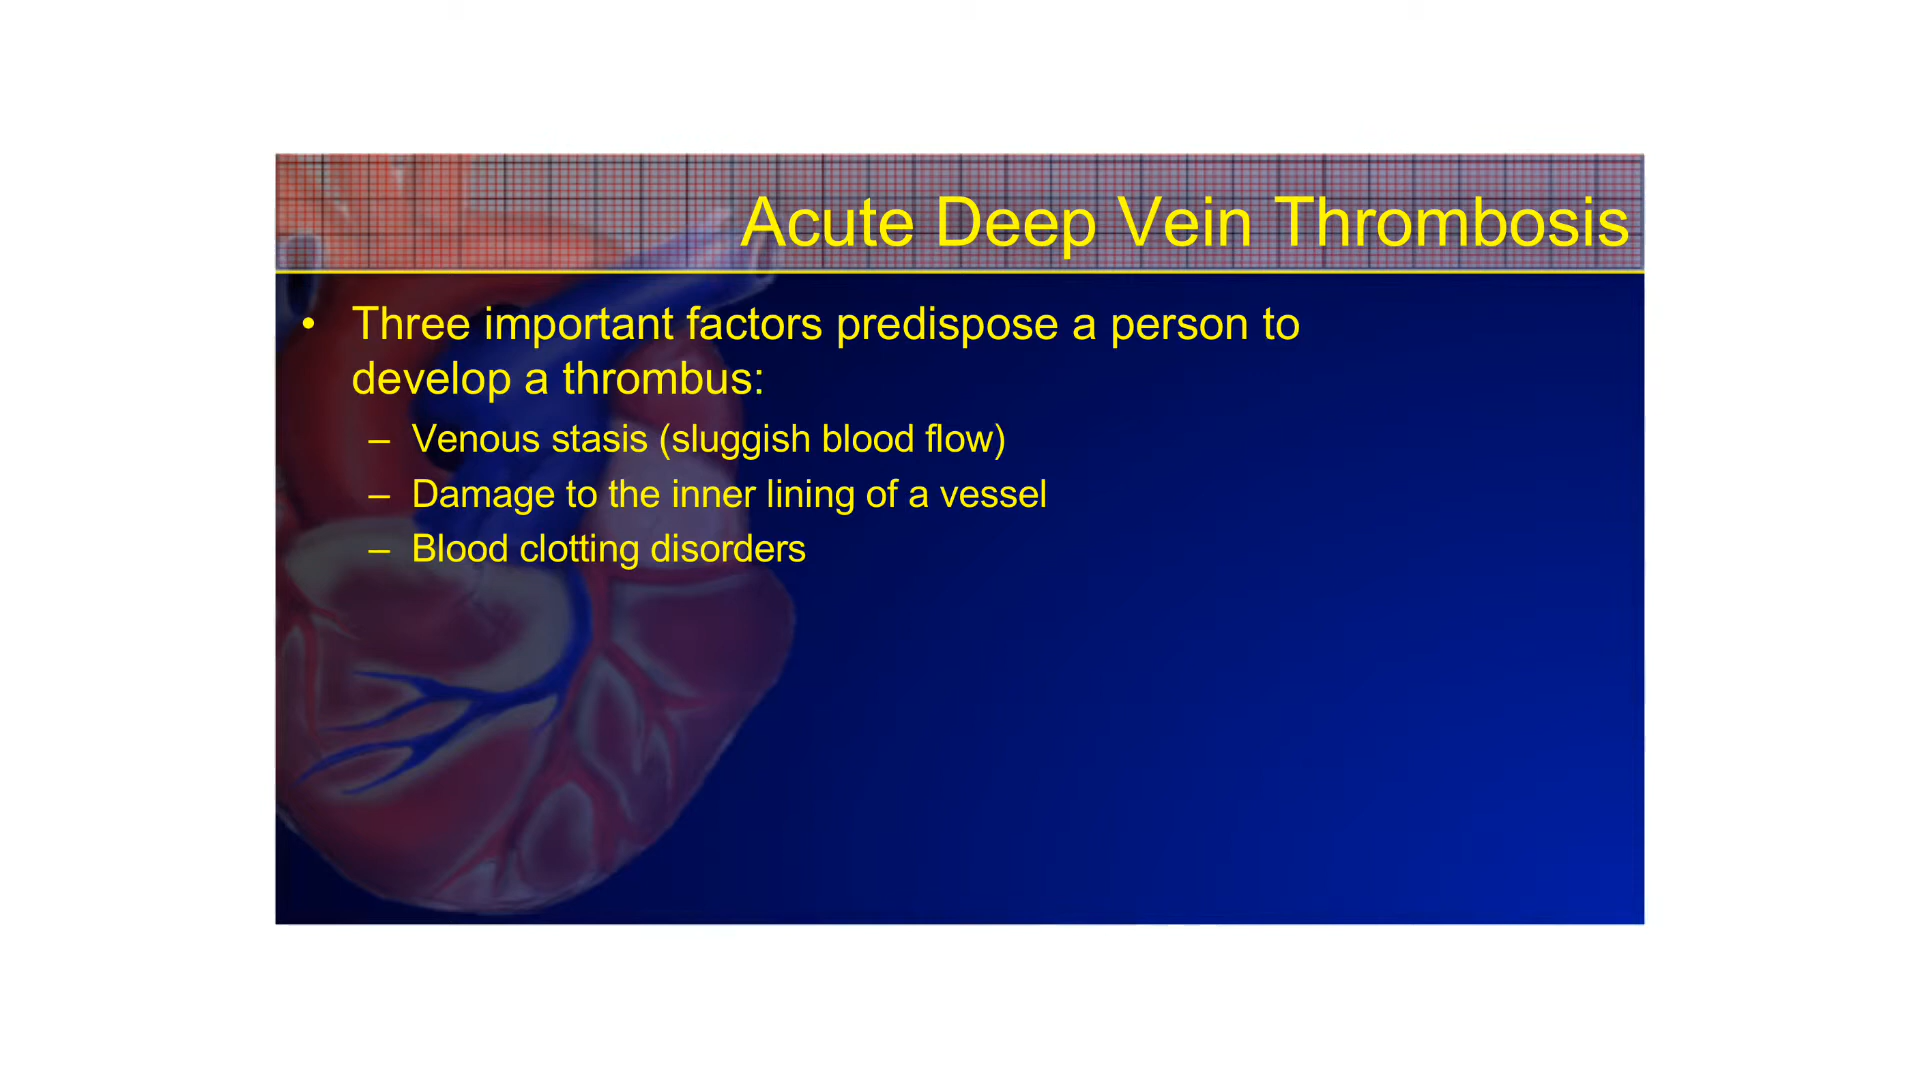 Acute Deep Vein Thrombosis
• Three important factors predispose a person to
develop a thrombus:
– Venous stasis (sluggish blood flow)
– Damage to the inner lining of a vessel
– Blood clotting disorders